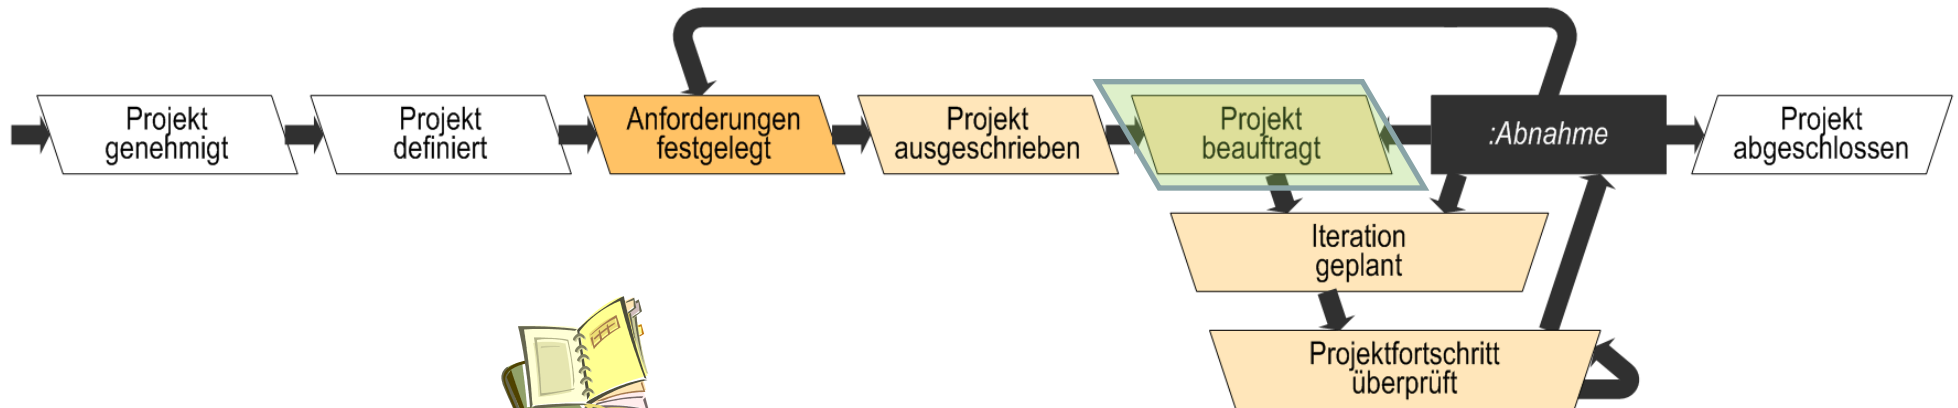 Projekt
genehmigt
Projekt
definiert
Anforderungen
festgelegt
Projekt
ausgeschrieben
Projekt
beauftragt
:Abnahme
Projekt
abgeschlossen
Iteration
geplant
Projektfortschritt
überprüft